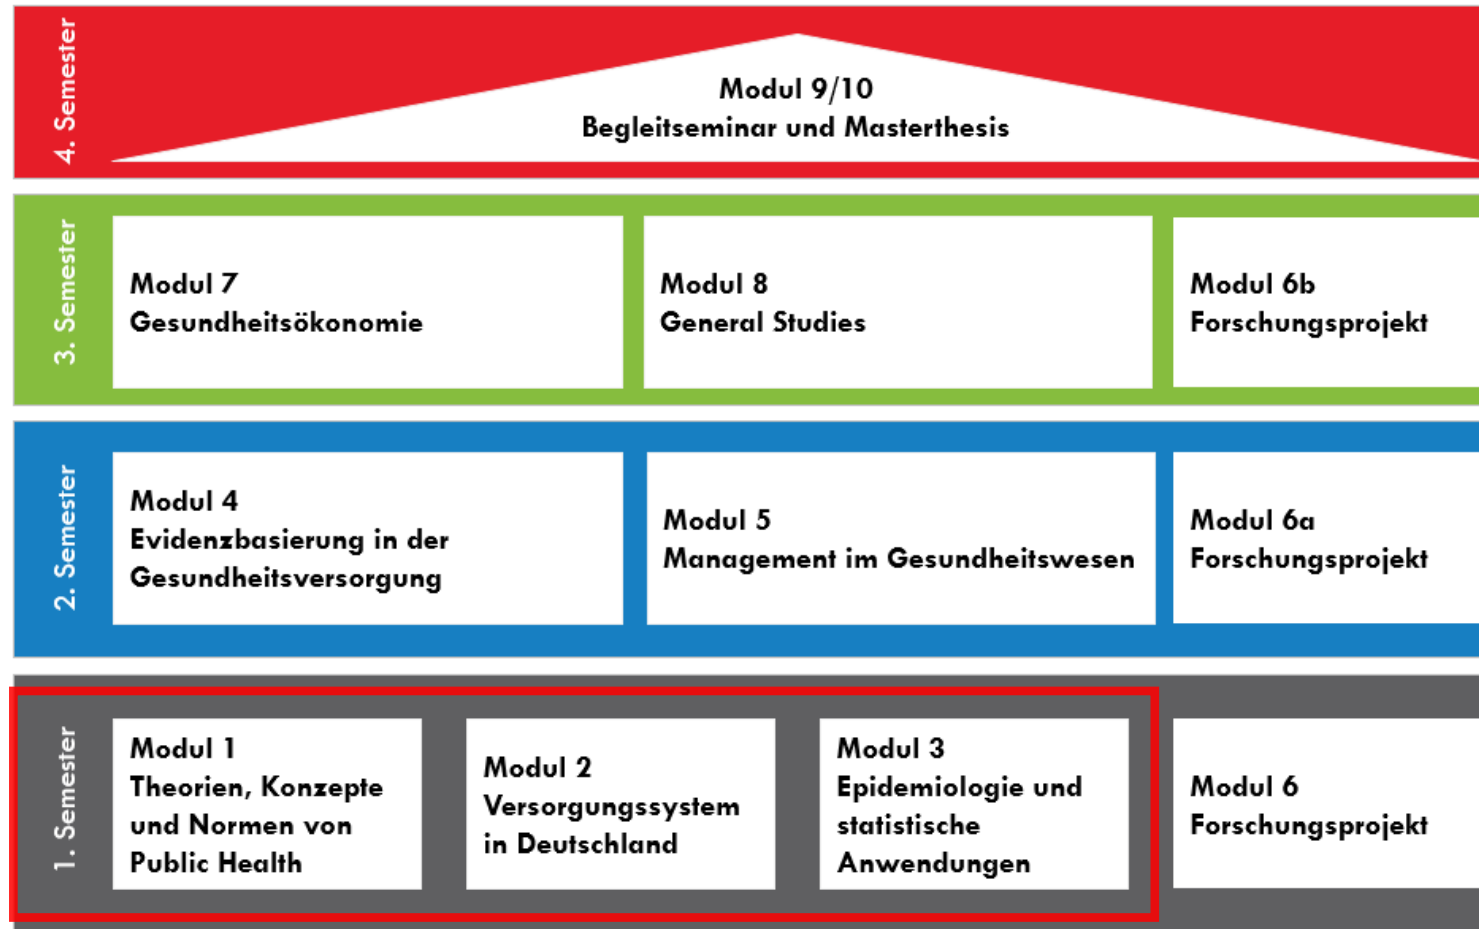 4. Semester
Modul 9/10
Begleitseminar und Masterthesis
3. Semester
Modul 7
Gesundheitsökonomie
Modul 8
General Studies
Modul 6b
Forschungsprojekt
2. Semester
Modul 4
Evidenzbasierung in der
Gesundheitsversorgung
Modul 5
Management im Gesundheitswesen
Modul 6a
Forschungsprojekt
1. Semester
Modul 1
Theorien, Konzepte
und Normen von
Public Health
Modul 2
Versorgungssystem
in Deutschland
Modul 3
Epidemiologie und
statistische
Anwendungen
Modul 6
Forschungsprojekt